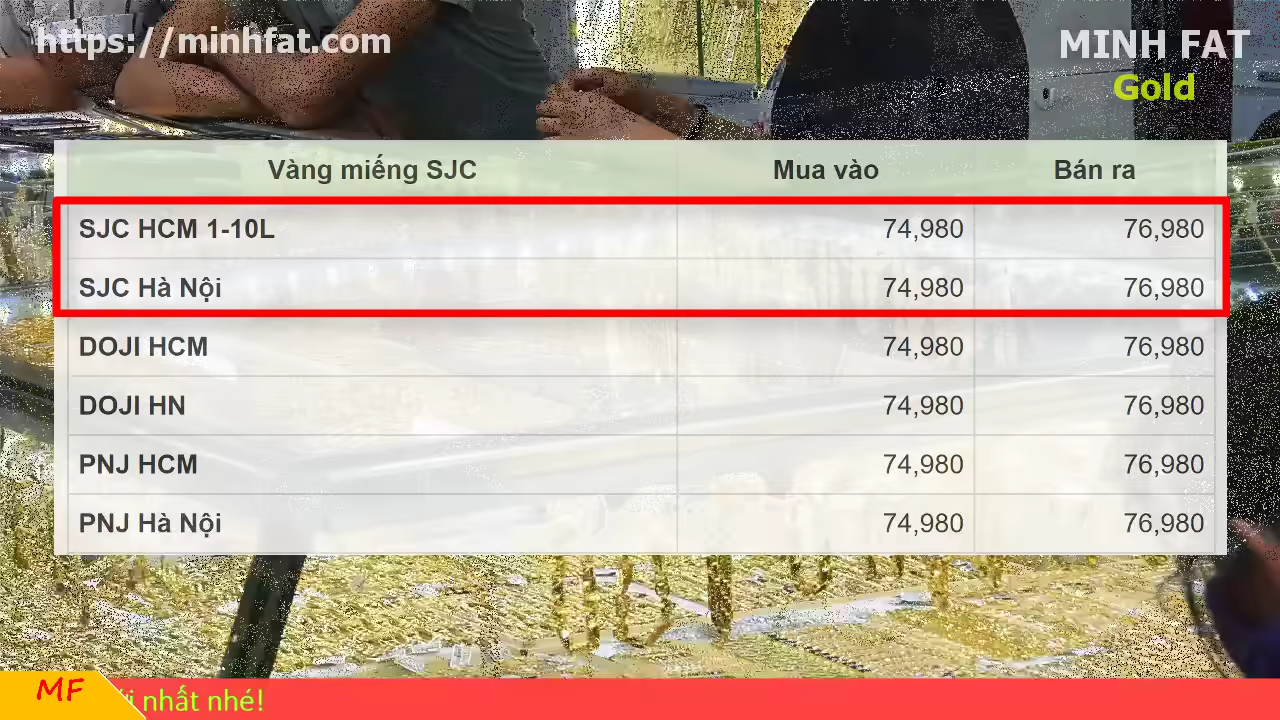 https://minhfat.com
MINH FAT
Gold
Vàng miếng SJC Mua vào Bán ra
SJC HCM 1-10L 74,980 76,980
SJC Hà Nội 74,980 76,980
DOJI HCM 74,980 76,980
DOJI HN 74,980 76,980
PNJ HCM 74,980 76,980
PNJ Hà Nội 74,980 76,980
MF
nhất nhé!